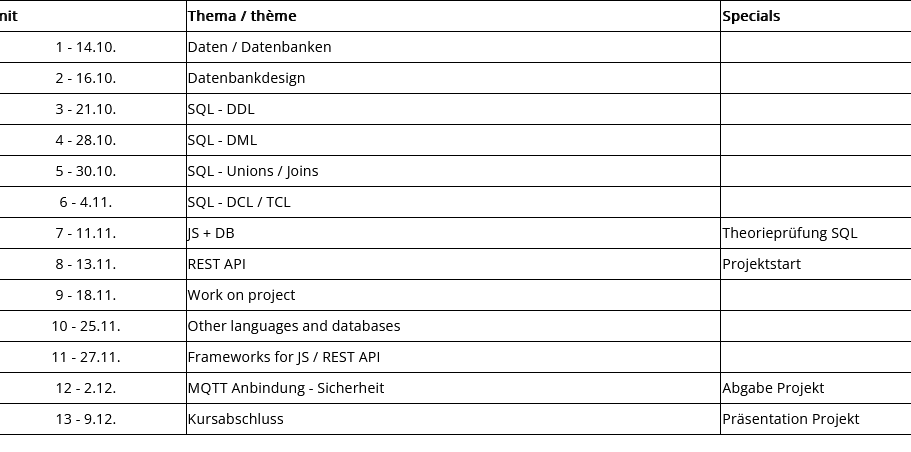 nit Thema / thème Specials
1 - 14.10. Daten / Datenbanken
2 - 16.10. Datenbankdesign
3 - 21.10. SQL - DDL
4 - 28.10. SQL - DML
5 - 30.10. SQL - Unions / Joins
6 - 4.11. SQL - DCL / TCL
7 - 11.11. JS + DB Theorieprüfung SQL
8 - 13.11. REST API Projektstart
9 - 18.11. Work on project
10 - 25.11. Other languages and databases
11 - 27.11. Frameworks for JS / REST API
12 - 2.12. MQTT Anbindung - Sicherheit Abgabe Projekt
13 - 9.12. Kursabschluss Präsentation Projekt